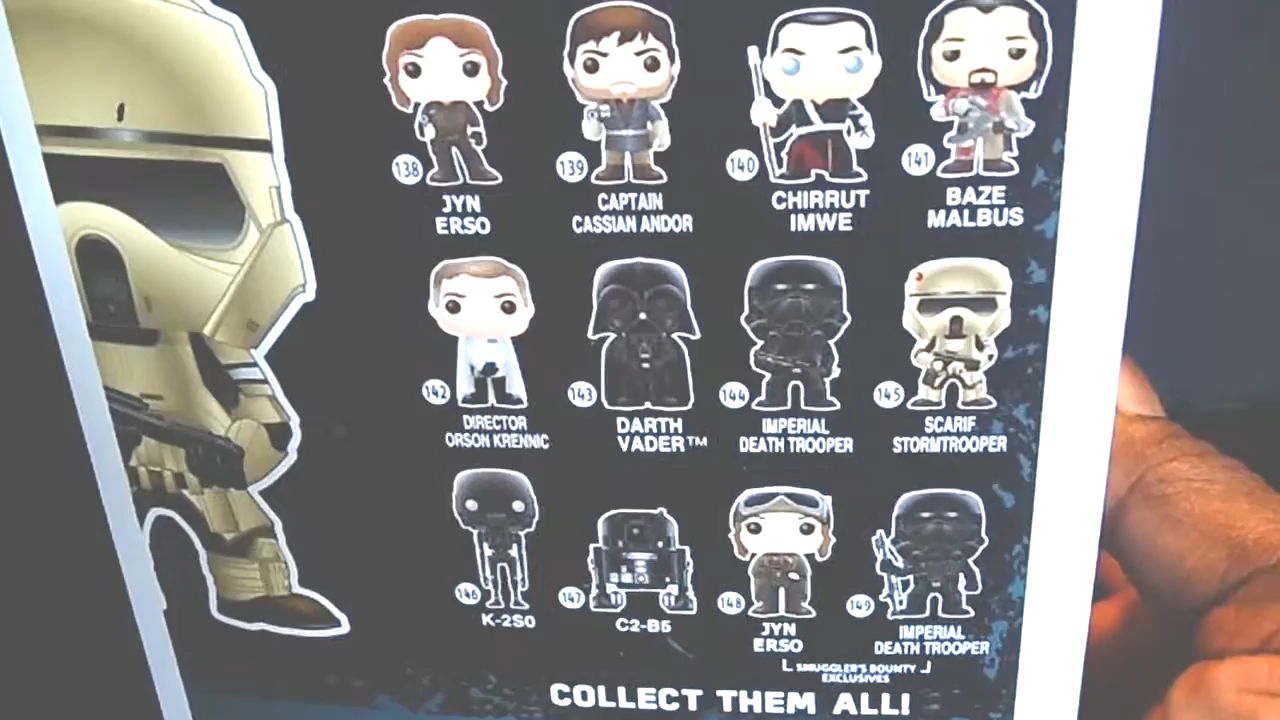 138
JYN
ERSO
139
CAPTAIN
CASSIAN ANDOR
140
CHIRRUT
IMWE
141
BAZE
MALBUS
142
DIRECTOR
ORSON KRENNIC
143
DARTH
VADER™
144
IMPERIAL
DEATH TROOPER
145
SCARIF
STORMTROOPER
146
K-2SO
147
C2-B5
148
JYN
ERSO
149
IMPERIAL
DEATH TROOPER
SMUGGLER'S BOUNTY
EXCLUSIVES
COLLECT THEM ALL!